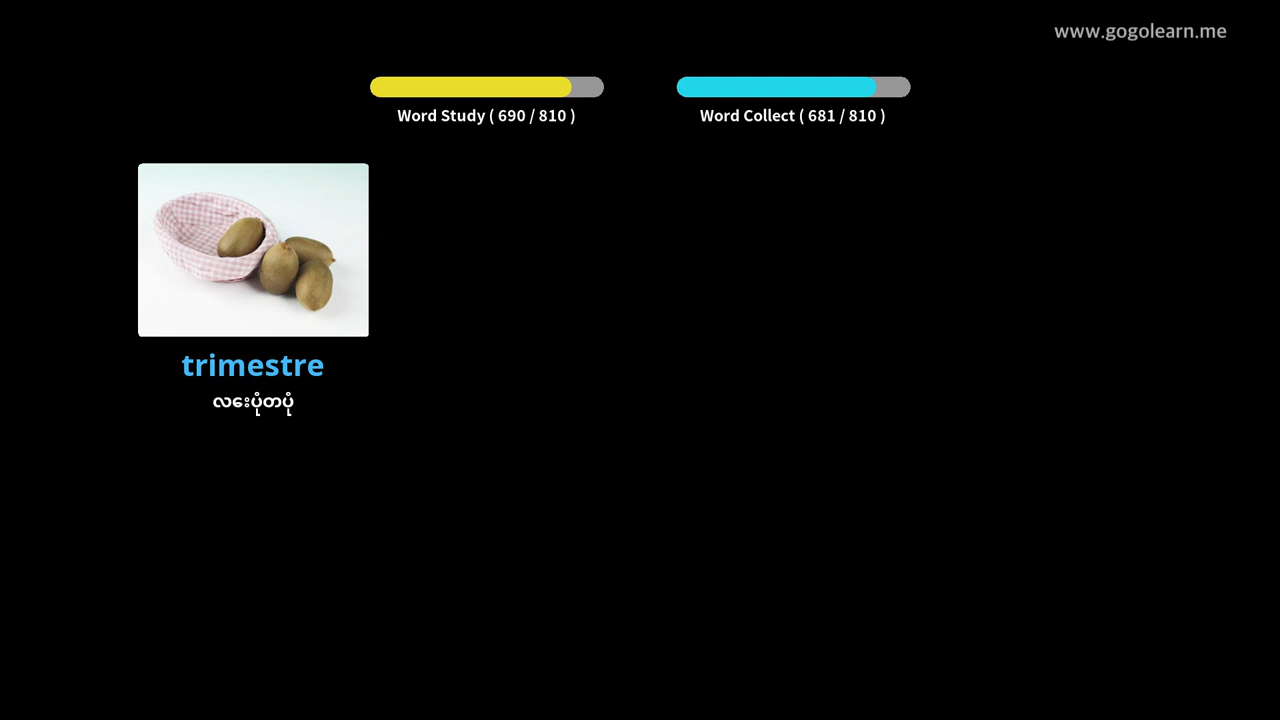 www.gogolearn.me
Word Study ( 690 / 810 )
Word Collect ( 681 / 810 )
trimestre
လေးပုံတပုံ